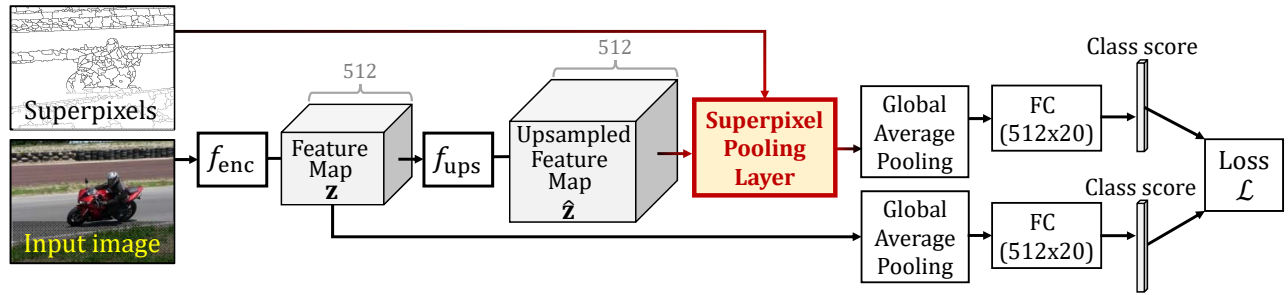 Superpixels
Input image
f_enc
512
Feature
Map
z
f_ups
512
Upsampled
Feature
Map
ẑ
Superpixel
Pooling
Layer
Global
Average
Pooling
FC
(512x20)
Class score
Global
Average
Pooling
FC
(512x20)
Class score
Loss
ℒ